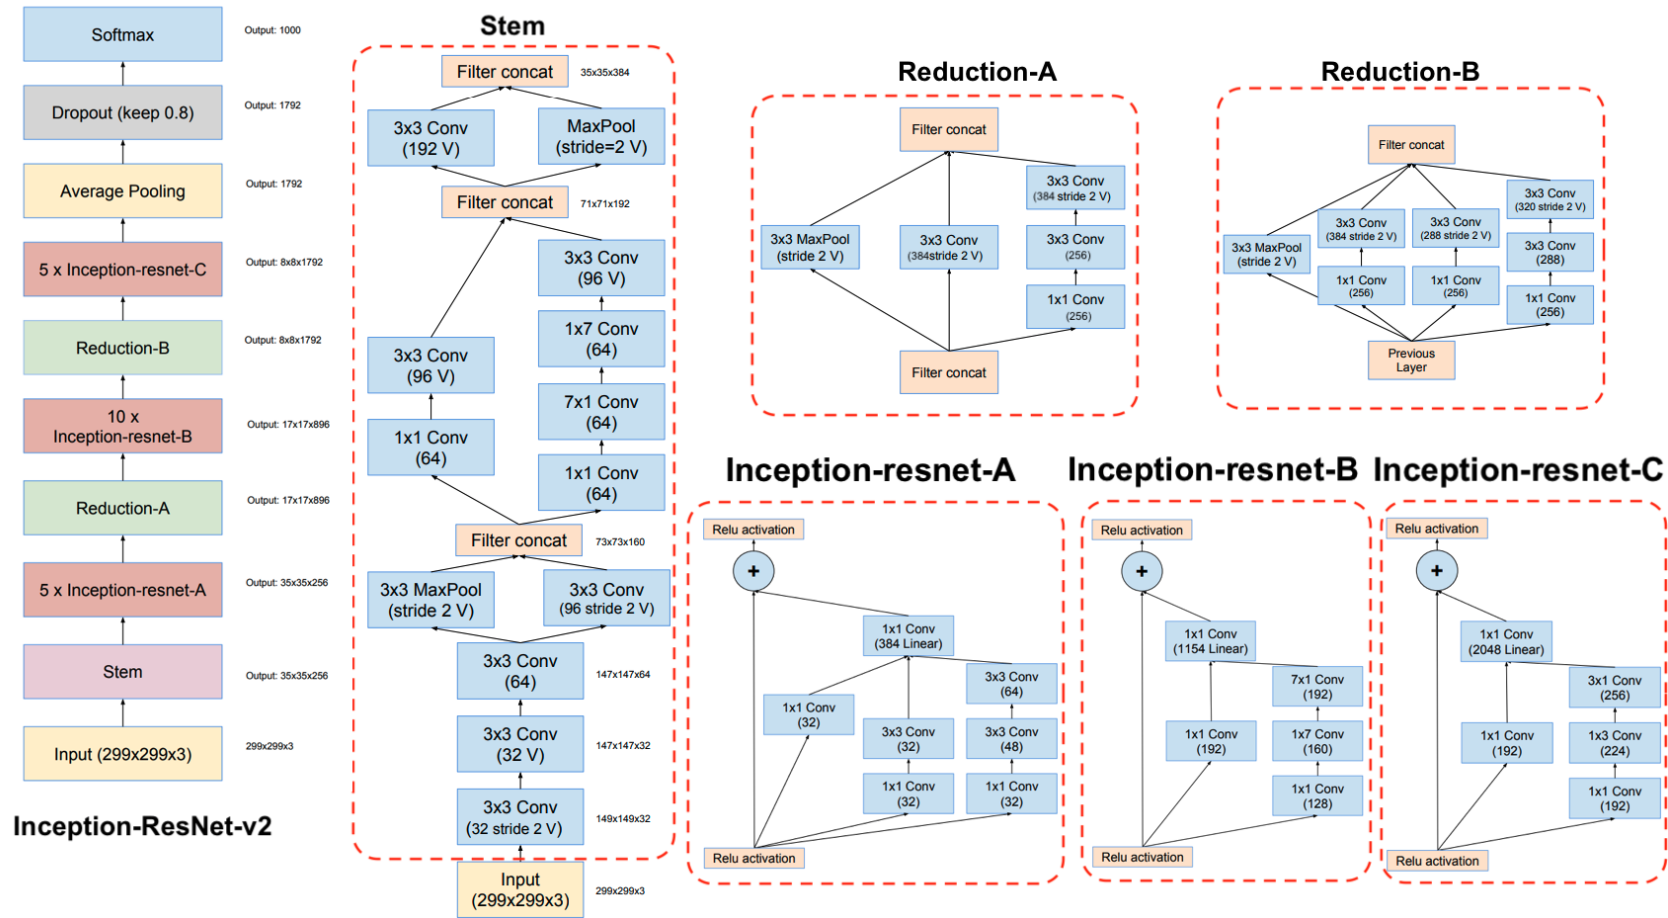 Softmax
Output: 1000
Dropout (keep 0.8)
Output: 1792
Average Pooling
Output: 1792
5 x Inception-resnet-C
Output: 8x8x1792
Reduction-B
Output: 8x8x1792
10 x
Inception-resnet-B
Output: 17x17x896
Reduction-A
Output: 17x17x896
5 x Inception-resnet-A
Output: 35x35x256
Stem
Output: 35x35x256
Input (299x299x3)
299x299x3
Inception-ResNet-v2
Stem
Filter concat
35x35x384
3x3 Conv
(192 V)
MaxPool
(stride=2 V)
Filter concat
71x71x192
3x3 Conv
(96 V)
1x7 Conv
(64)
3x3 Conv
(96 V)
7x1 Conv
(64)
1x1 Conv
(64)
1x1 Conv
(64)
Filter concat
73x73x160
3x3 MaxPool
(stride 2 V)
3x3 Conv
(96 stride 2 V)
3x3 Conv
(64)
147x147x64
3x3 Conv
(32 V)
147x147x32
3x3 Conv
(32 stride 2 V)
149x149x32
Input
(299x299x3)
299x299x3
Reduction-A
Filter concat
3x3 Conv
(384 stride 2 V)
3x3 MaxPool
(stride 2 V)
3x3 Conv
(384stride 2 V)
3x3 Conv
(256)
1x1 Conv
(256)
Filter concat
Reduction-B
Filter concat
3x3 Conv
(320 stride 2 V)
3x3 MaxPool
(stride 2 V)
3x3 Conv
(384 stride 2 V)
3x3 Conv
(288 stride 2 V)
3x3 Conv
(288)
1x1 Conv
(256)
1x1 Conv
(256)
1x1 Conv
(256)
Previous
Layer
Inception-resnet-A
Relu activation
+
1x1 Conv
(384 Linear)
1x1 Conv
(32)
3x3 Conv
(64)
3x3 Conv
(32)
3x3 Conv
(48)
1x1 Conv
(32)
1x1 Conv
(32)
Relu activation
Inception-resnet-B
Relu activation
+
1x1 Conv
(1154 Linear)
7x1 Conv
(192)
1x1 Conv
(192)
1x7 Conv
(160)
1x1 Conv
(128)
Relu activation
Inception-resnet-C
Relu activation
+
1x1 Conv
(2048 Linear)
3x1 Conv
(256)
1x1 Conv
(192)
1x3 Conv
(224)
1x1 Conv
(192)
Relu activation